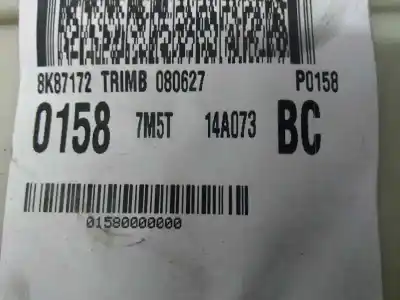 8K87172 TRIMB 080627 P0158
0158 7M5T 14A073 BC
01580000000